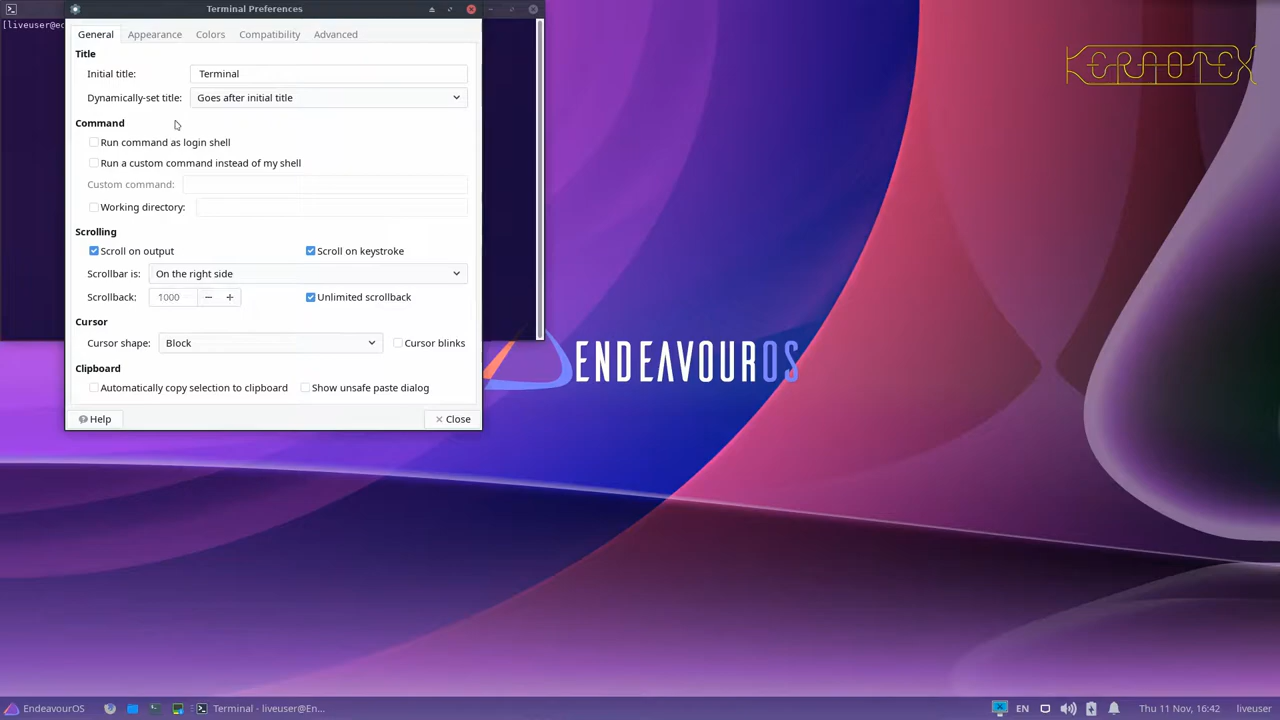 Terminal Preferences
[liveuser@e
General Appearance Colors Compatibility Advanced
Title
Initial title: Terminal
Dynamically-set title: Goes after initial title
Command
Run command as login shell
Run a custom command instead of my shell
Custom command:
Working directory:
Scrolling
Scroll on output Scroll on keystroke
Scrollbar is: On the right side
Scrollback: 1000 Unlimited scrollback
Cursor
Cursor shape: Block Cursor blinks
Clipboard
Automatically copy selection to clipboard Show unsafe paste dialog
Help Close
KERAOTEX
ENDEAVOUROS
EndeavourOS Terminal - liveuser@En... EN Thu 11 Nov, 16:42 liveuser